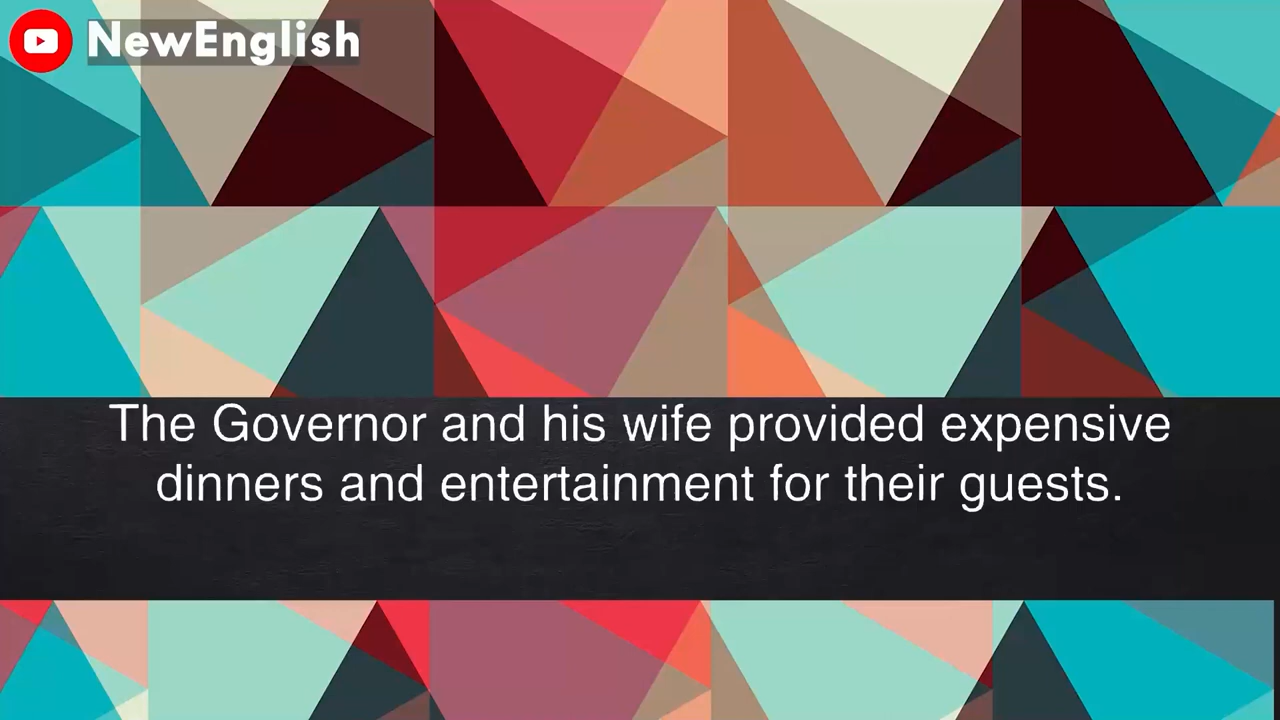 NewEnglish
The Governor and his wife provided expensive
dinners and entertainment for their guests.